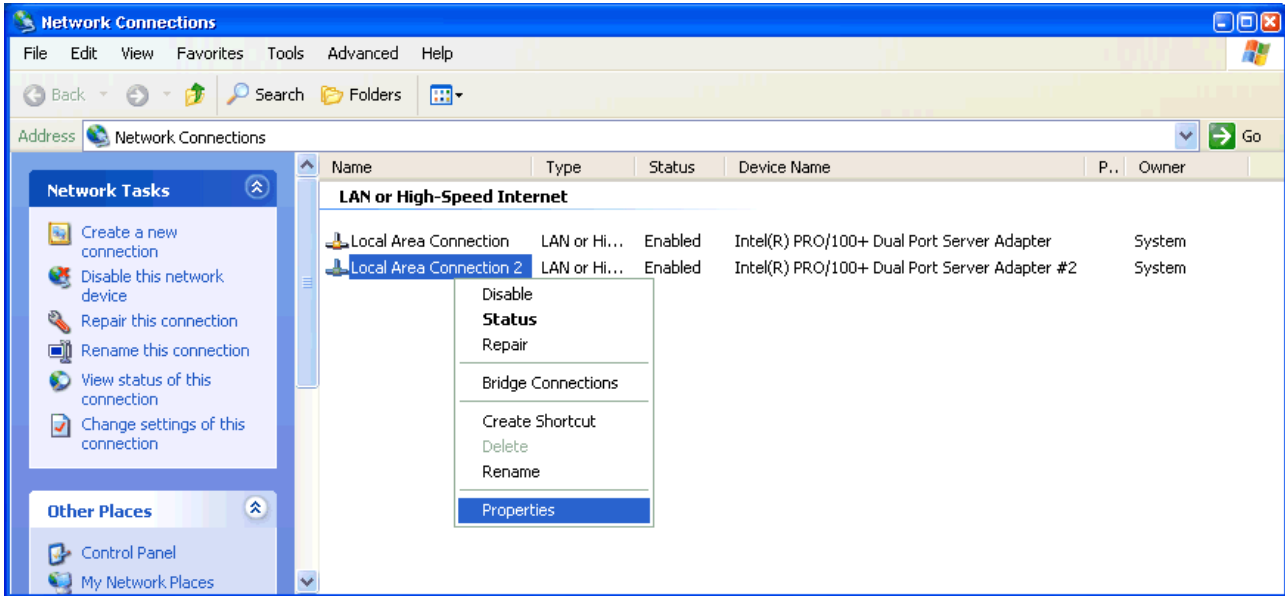 Network Connections
File Edit View Favorites Tools Advanced Help
Back Search Folders
Address Network Connections Go
Network Tasks
Create a new
connection
Disable this network
device
Repair this connection
Rename this connection
View status of this
connection
Change settings of this
connection
Other Places
Control Panel
My Network Places
Name Type Status Device Name P.. Owner
LAN or High-Speed Internet
Local Area Connection LAN or Hi... Enabled Intel(R) PRO/100+ Dual Port Server Adapter System
Local Area Connection 2 LAN or Hi... Enabled Intel(R) PRO/100+ Dual Port Server Adapter #2 System
Disable
Status
Repair
Bridge Connections
Create Shortcut
Delete
Rename
Properties